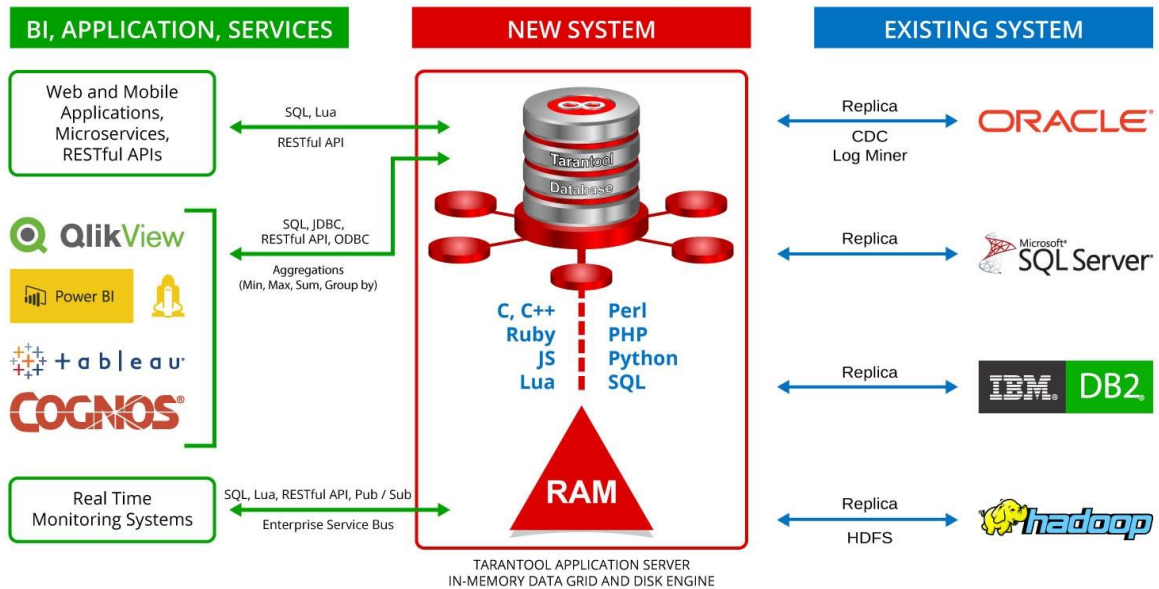 BI, APPLICATION, SERVICES
Web and Mobile
Applications,
Microservices,
RESTful APIs
SQL, Lua
RESTful API
QlikView
Power BI
+ a b l e a u
COGNOS®
SQL, JDBC,
RESTful API, ODBC
Aggregations
(Min, Max, Sum, Group by)
Real Time
Monitoring Systems
SQL, Lua, RESTful API, Pub / Sub
Enterprise Service Bus
NEW SYSTEM
Tarantool
Database
C, C++
Ruby
JS
Lua
Perl
PHP
Python
SQL
RAM
TARANTOOL APPLICATION SERVER
IN-MEMORY DATA GRID AND DISK ENGINE
EXISTING SYSTEM
Replica
CDC
Log Miner
ORACLE
Replica
Microsoft®
SQL Server
Replica
IBM® DB2
Replica
HDFS
hadoop